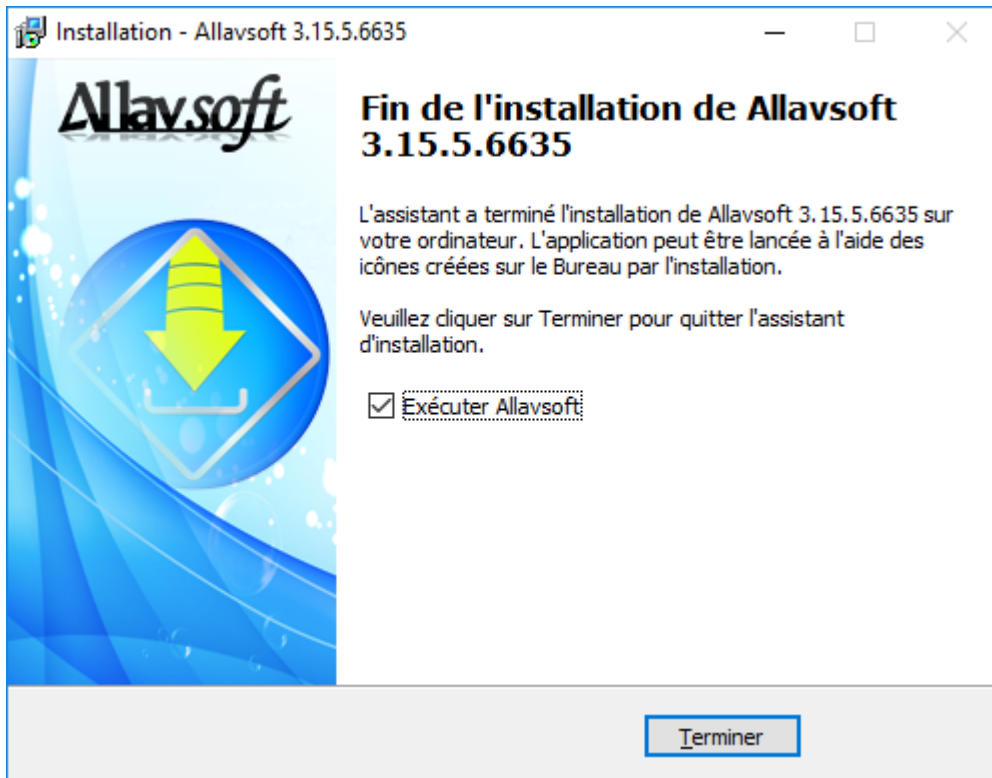 Installation - Allavsoft 3.15.5.6635
Allavsoft
Fin de l'installation de Allavsoft
3.15.5.6635
L'assistant a terminé l'installation de Allavsoft 3.15.5.6635 sur
votre ordinateur. L'application peut être lancée à l'aide des
icônes créées sur le Bureau par l'installation.
Veuillez cliquer sur Terminer pour quitter l'assistant
d'installation.
Exécuter Allavsoft
Terminer